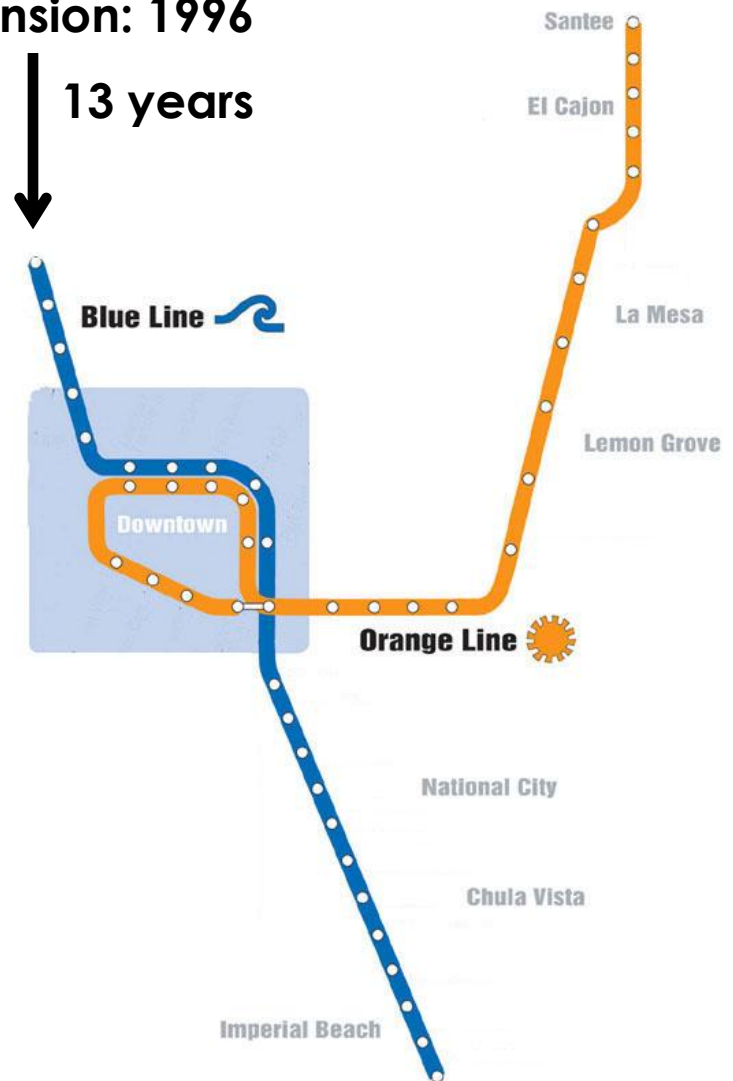 nsion: 1996
13 years
Santee
El Cajon
Blue Line
La Mesa
Lemon Grove
Downtown
Orange Line
National City
Chula Vista
Imperial Beach